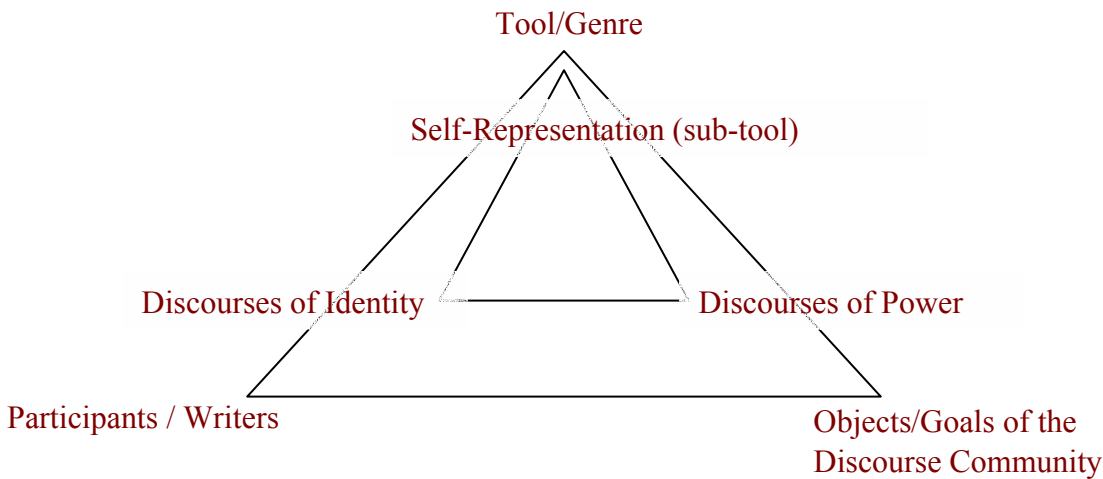 Tool/Genre
Self-Representation (sub-tool)
Discourses of Identity
Discourses of Power
Participants / Writers
Objects/Goals of the
Discourse Community